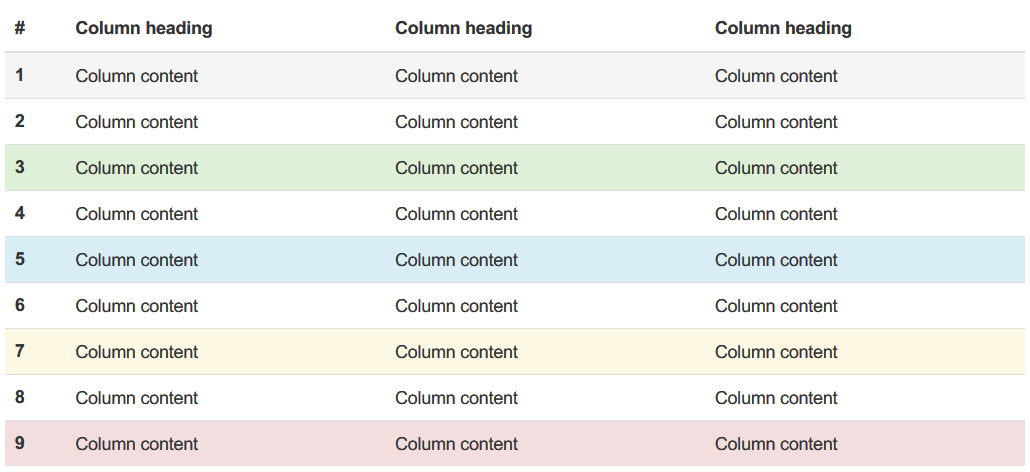 # Column heading Column heading Column heading
1 Column content Column content Column content
2 Column content Column content Column content
3 Column content Column content Column content
4 Column content Column content Column content
5 Column content Column content Column content
6 Column content Column content Column content
7 Column content Column content Column content
8 Column content Column content Column content
9 Column content Column content Column content